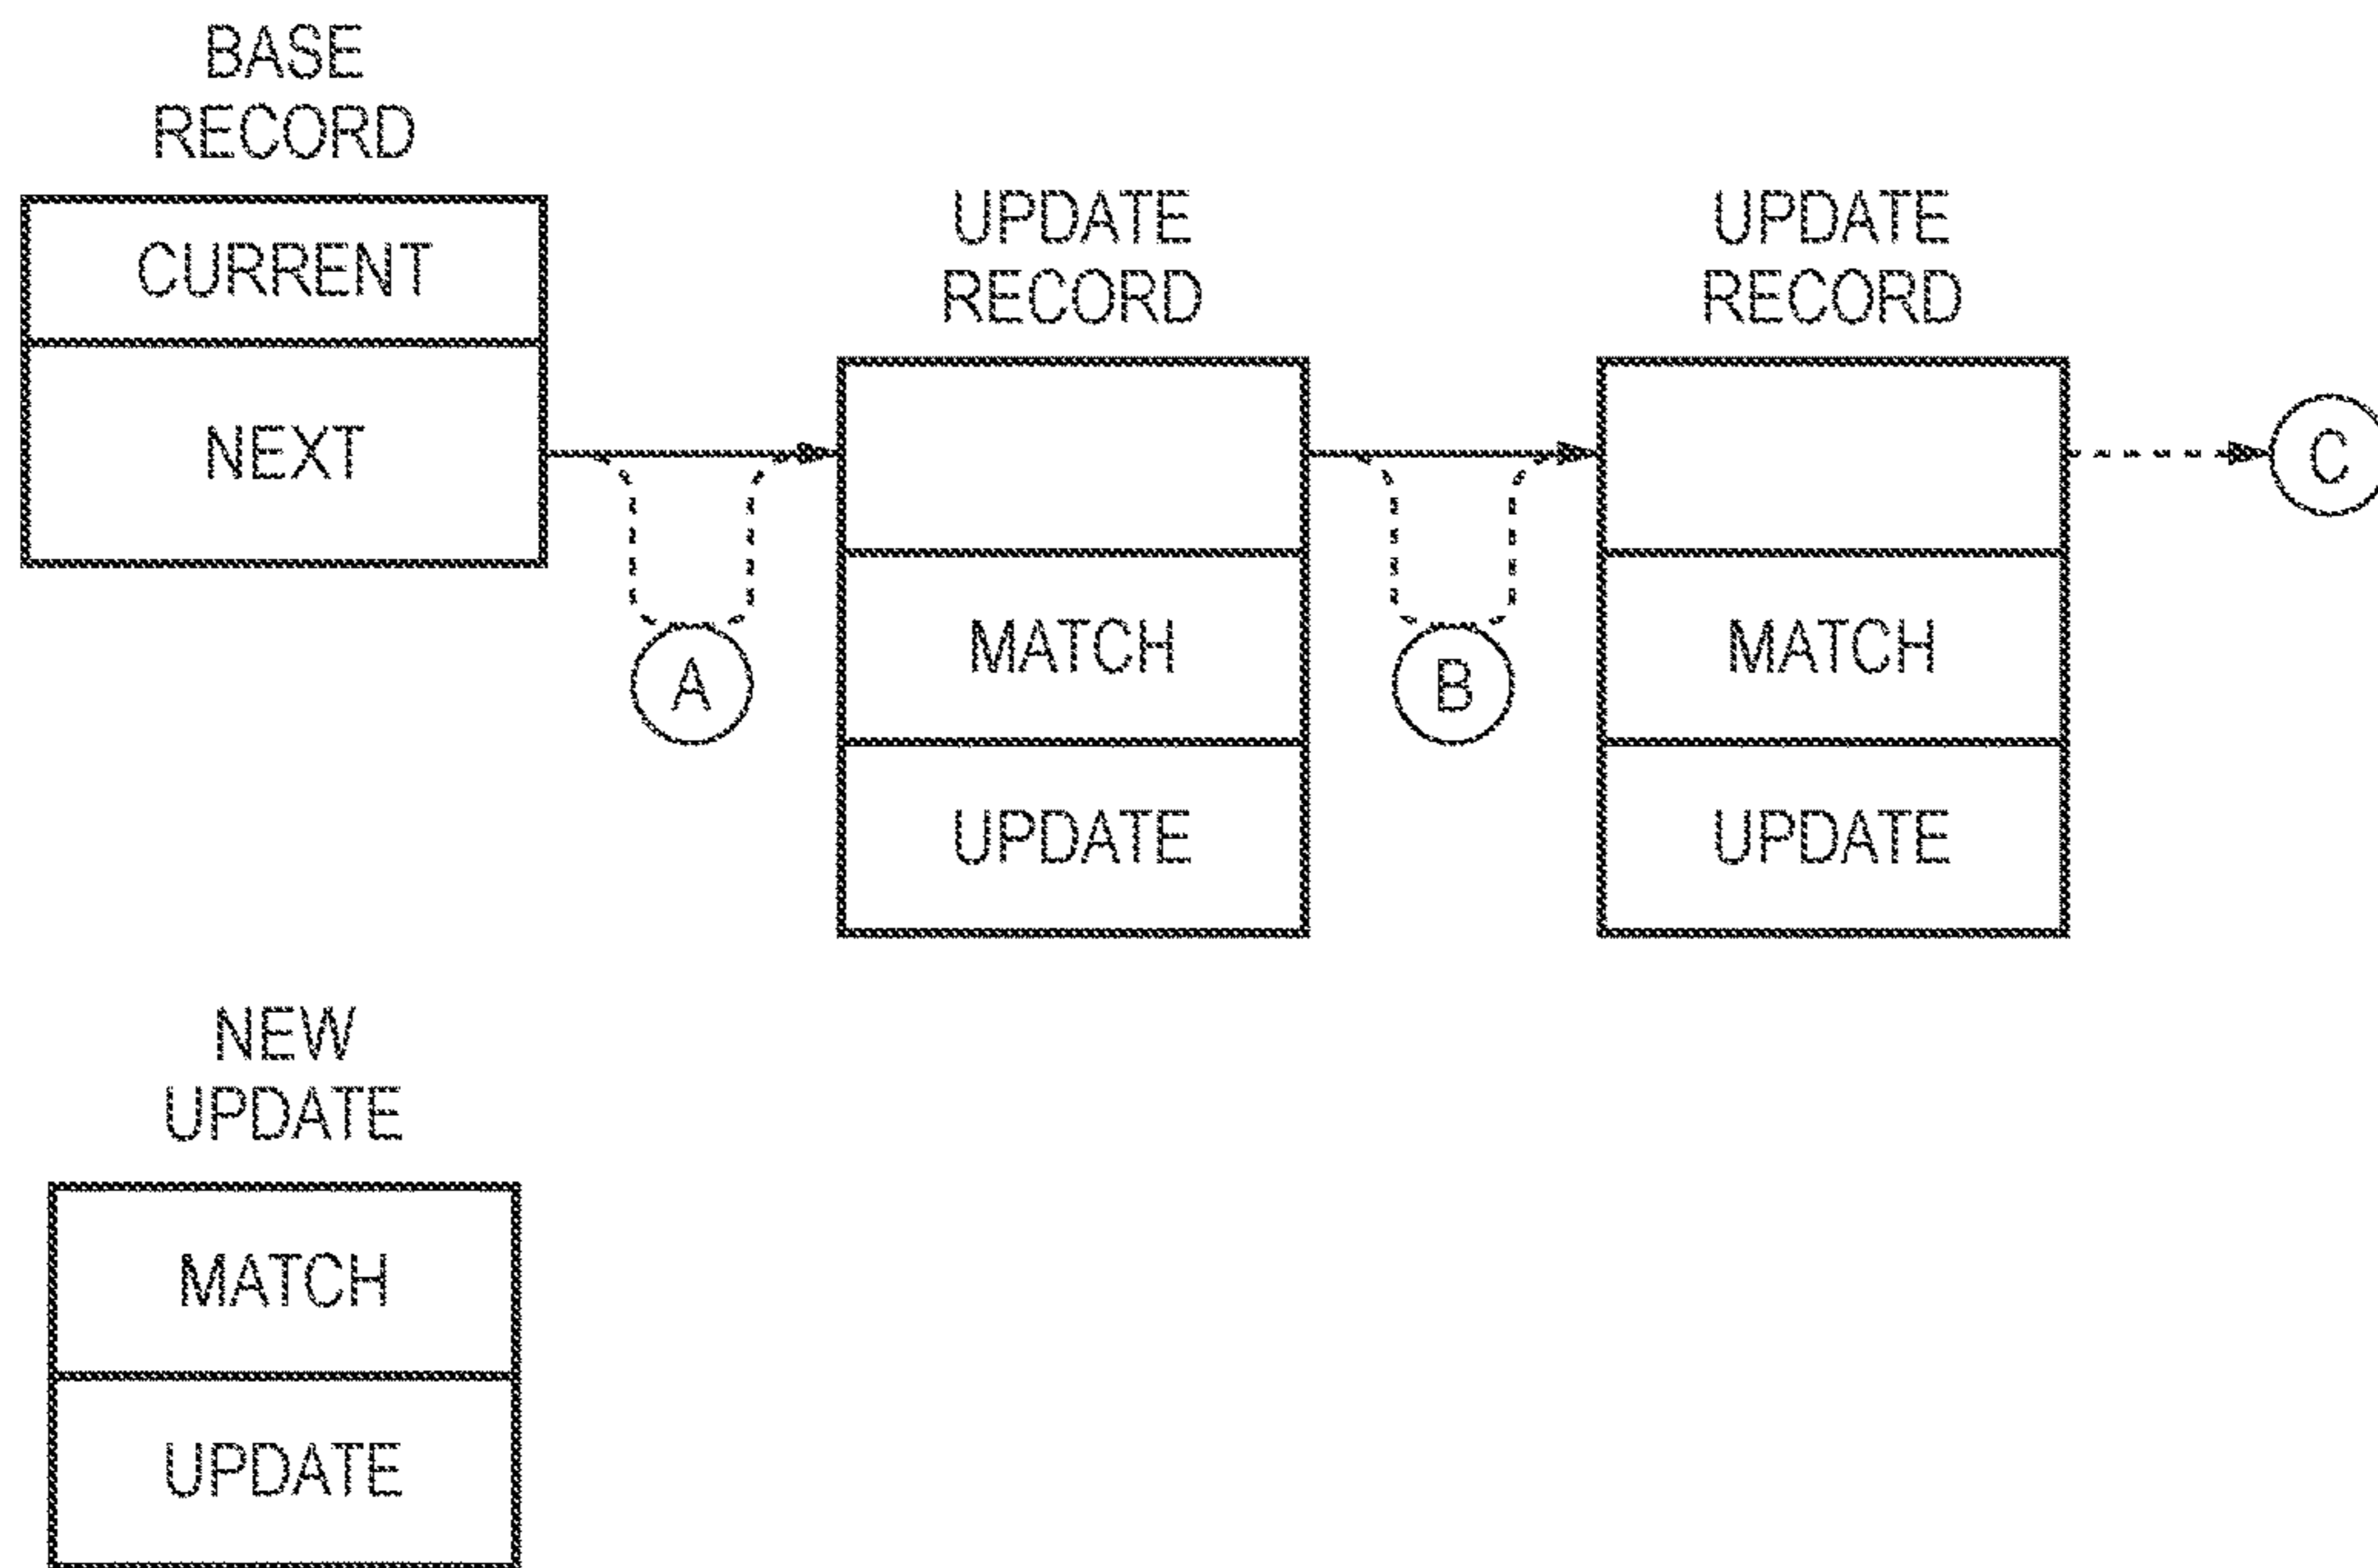 BASE
RECORD
CURRENT
NEXT
UPDATE
RECORD
MATCH
UPDATE
UPDATE
RECORD
MATCH
UPDATE
A
B
C
NEW
UPDATE
MATCH
UPDATE